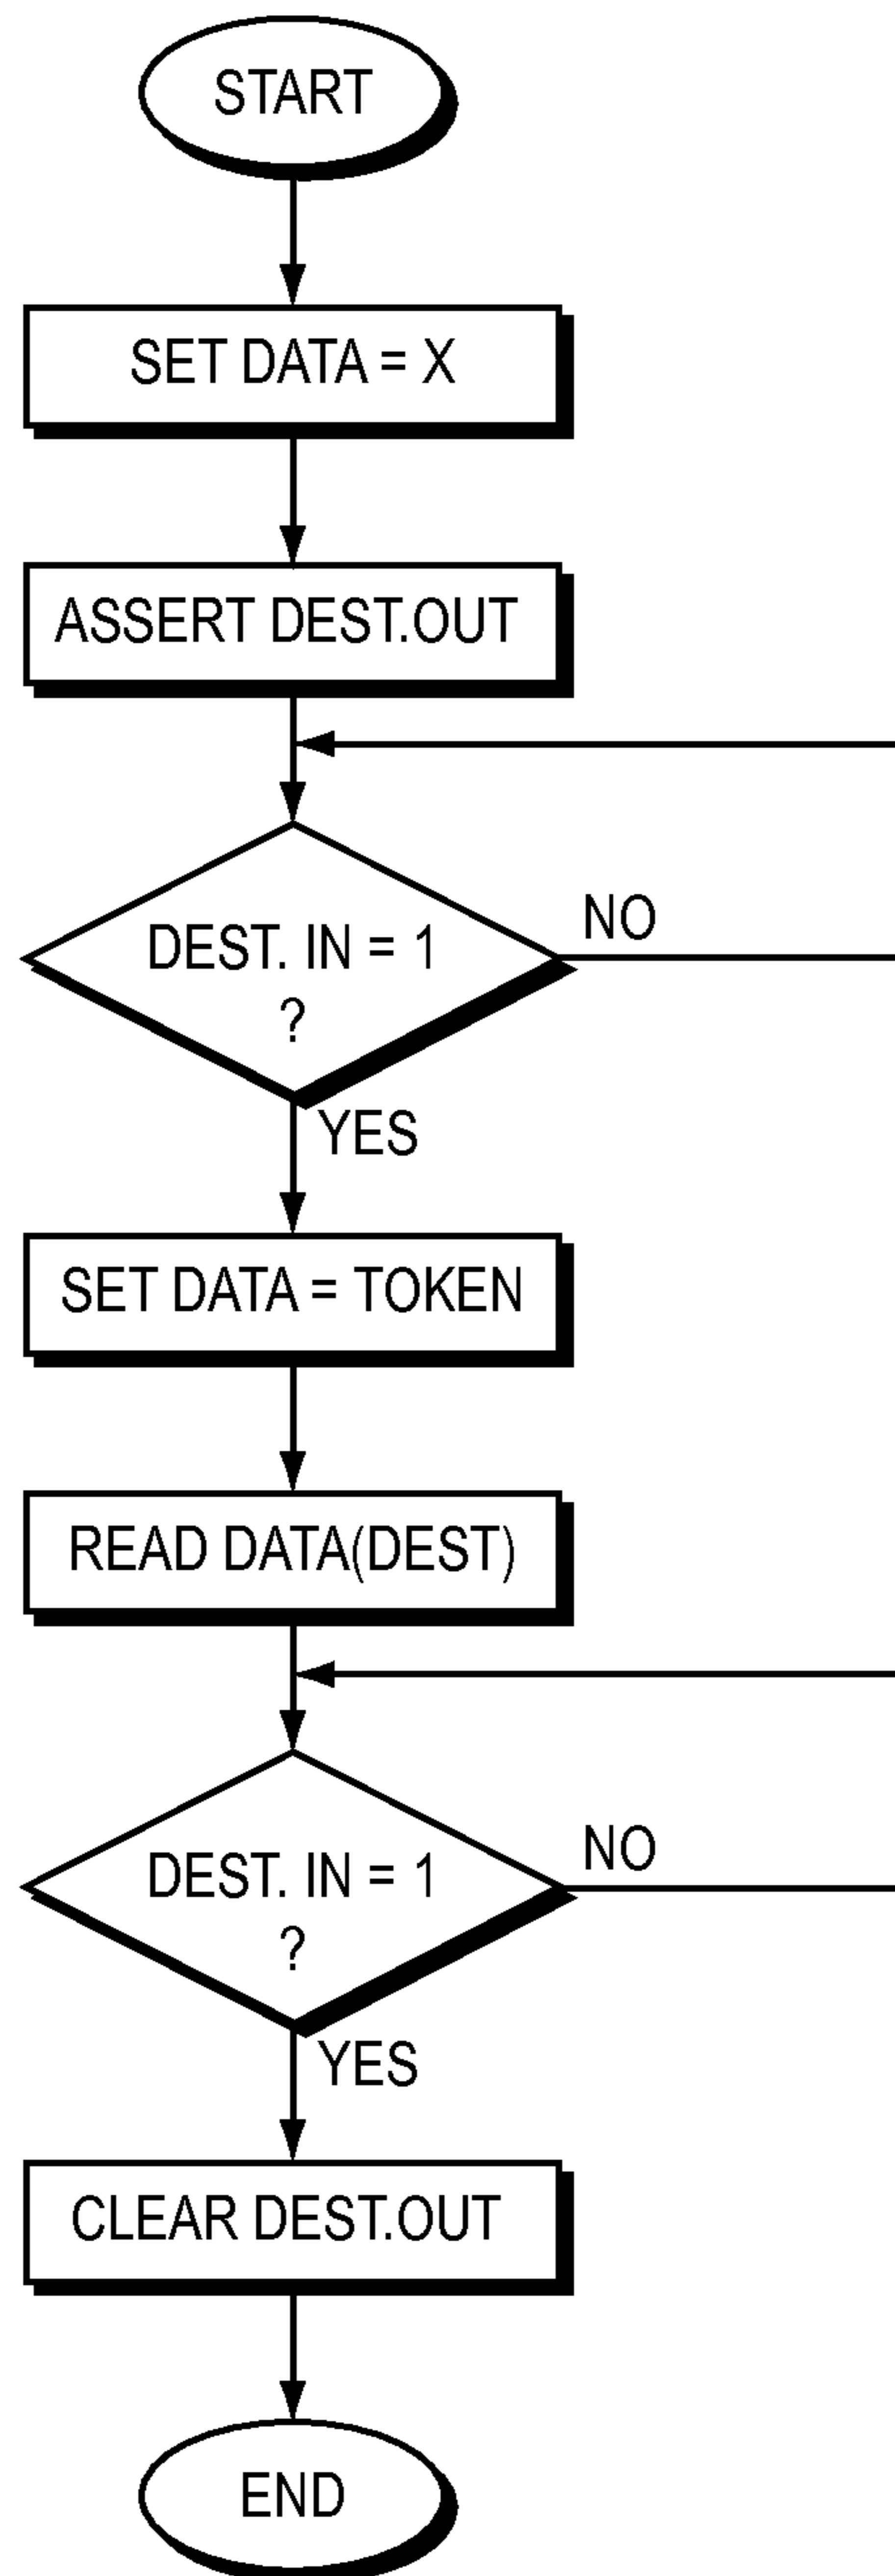 START
SET DATA = X
ASSERT DEST.OUT
DEST. IN = 1
?
NO
YES
SET DATA = TOKEN
READ DATA(DEST)
DEST. IN = 1
?
NO
YES
CLEAR DEST.OUT
END